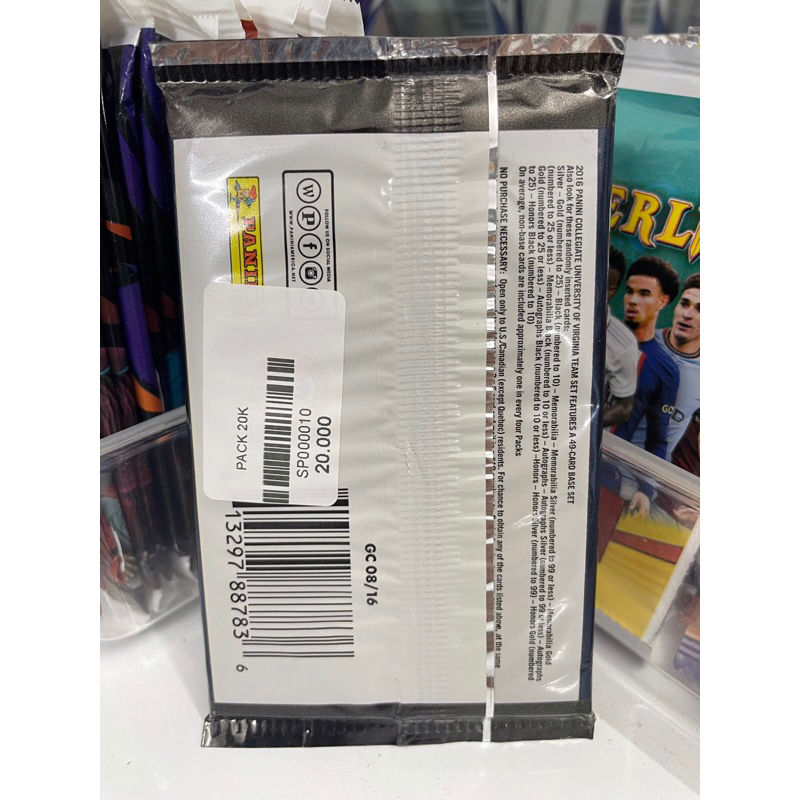 2016 PANINI COLLEGIATE UNIVERSITY OF VIRGINIA TEAM SET FEATURES A 49-CARD BASE SET
Also look for these randomly inserted cards:
Silver – Gold (numbered to 25) – Black (numbered to 10) – Memorabilia – Memorabilia Silver (numbered to 99 or less) – Memorabilia Gold
(numbered to 25 or less) – Memorabilia Black (numbered to 10 or less) – Autographs – Autographs Silver (numbered to 99 or less) – Autographs
Gold (numbered to 25 or less) – Autographs Black (numbered to 10 or less) –Honors – Honors Silver (numbered to 99) – Honors Gold (numbered
to 25) – Honors Black (numbered to 10)
On average, non-base cards are included approximately one in every four Packs
NO PURCHASE NECESSARY: Open only to U.S./Canadian (except Quebec) residents. For chance to obtain any of the cards listed above, at the same
FOLLOW US ON SOCIAL MEDIA
WWW.PANINIAMERICA.NET
PANINI
GC 08/16
20.000
SP000010
PACK 20K
13297 88783 6
ERL
GOD